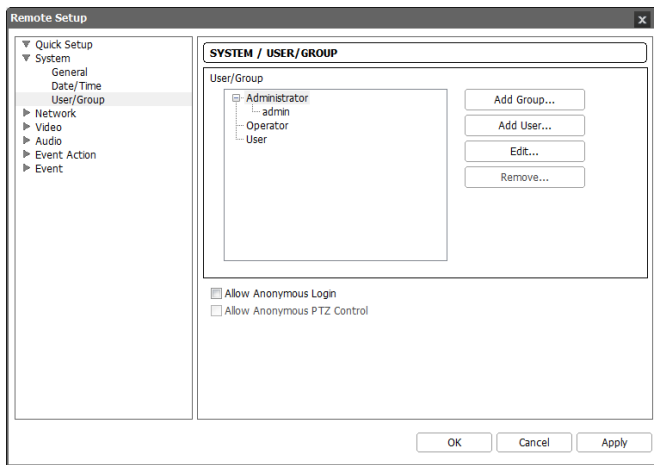 Remote Setup
x
Quick Setup
System
General
Date/Time
User/Group
Network
Video
Audio
Event Action
Event
SYSTEM / USER/GROUP
User/Group
Administrator
admin
Operator
User
Add Group...
Add User...
Edit...
Remove...
Allow Anonymous Login
Allow Anonymous PTZ Control
OK Cancel Apply